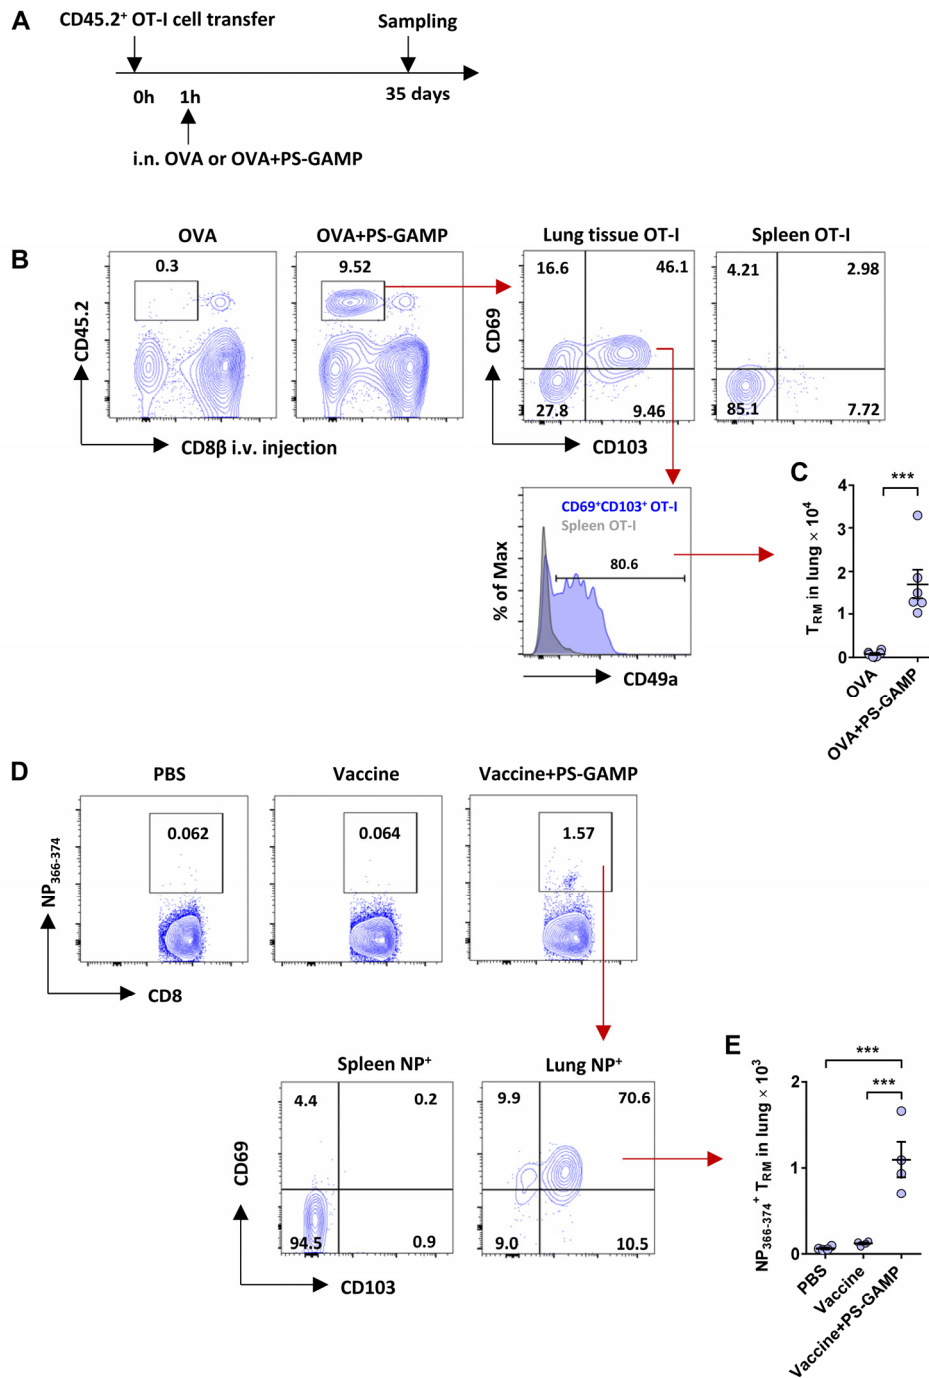 A
CD45.2+ OT-I cell transfer
Sampling
0h
1h
35 days
i.n. OVA or OVA+PS-GAMP
B
OVA
OVA+PS-GAMP
Lung tissue OT-I
Spleen OT-I
0.3
9.52
16.6
46.1
4.21
2.98
CD45.2
CD69
27.8
9.46
85.1
7.72
CD8β i.v. injection
CD103
CD69+CD103+ OT-I
Spleen OT-I
80.6
% of Max
CD49a
C
***
4
3
2
1
0
TRM in lung × 10^4
OVA
OVA+PS-GAMP
D
PBS
Vaccine
Vaccine+PS-GAMP
0.062
0.064
1.57
NP366-374
CD8
Spleen NP+
Lung NP+
4.4
0.2
9.9
70.6
CD69
94.5
0.9
9.0
10.5
CD103
E
***
***
2
1
0
NP366-374+ TRM in lung × 10^3
PBS
Vaccine
Vaccine+PS-GAMP